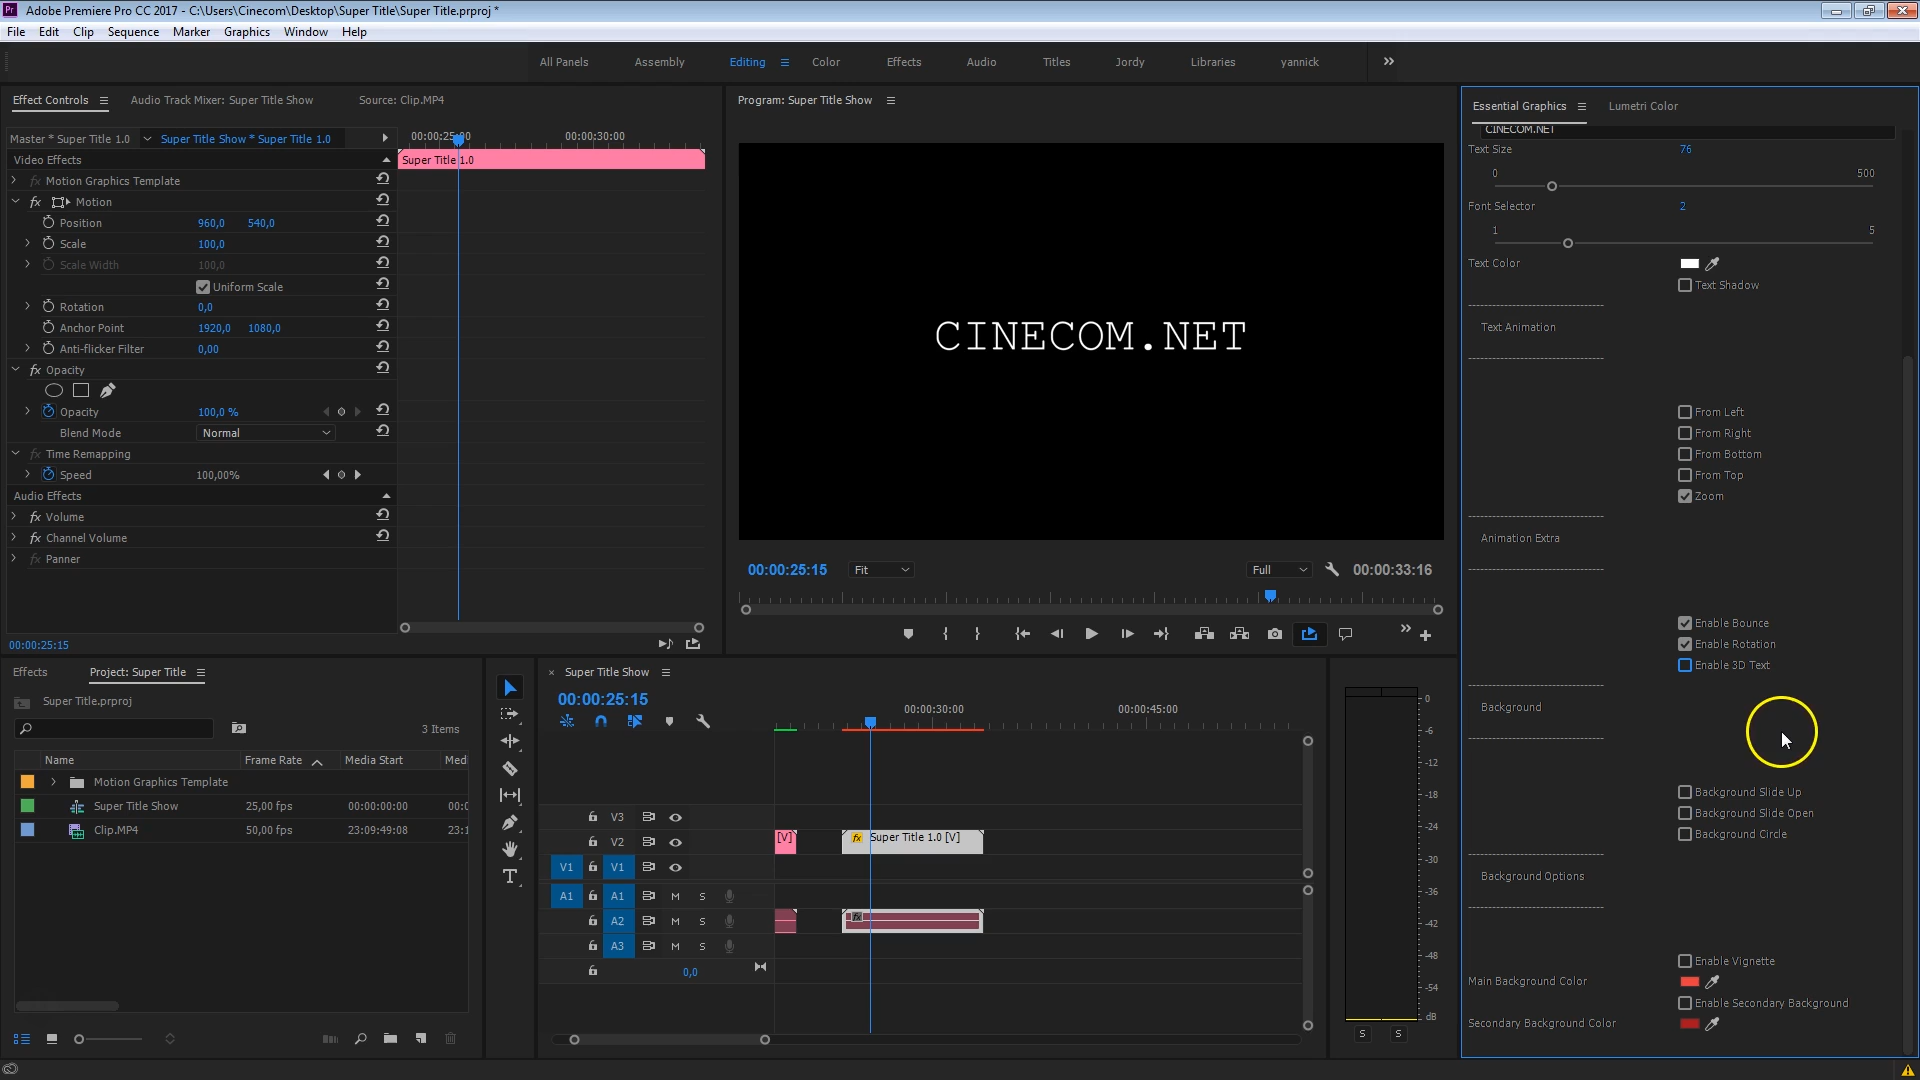 Adobe Premiere Pro CC 2017 - C:\Users\Cinecom\Desktop\Super Title\Super Title.prproj *
File Edit Clip Sequence Marker Graphics Window Help
All Panels Assembly Editing Color Effects Audio Titles Jordy Libraries yannick
Effect Controls Audio Track Mixer: Super Title Show Source: Clip.MP4
Master * Super Title 1.0 Super Title Show * Super Title 1.0
00:00:25:00 00:00:30:00
Video Effects
Super Title 1.0
fx Motion Graphics Template
fx Motion
Position 960,0 540,0
Scale 100,0
Scale Width 100,0
Uniform Scale
Rotation 0,0
Anchor Point 1920,0 1080,0
Anti-flicker Filter 0,00
fx Opacity
Opacity 100,0 %
Blend Mode Normal
fx Time Remapping
Speed 100,00%
Audio Effects
fx Volume
fx Channel Volume
fx Panner
00:00:25:15
Program: Super Title Show
CINECOM.NET
00:00:25:15 Fit Full 00:00:33:16
Essential Graphics Lumetri Color
CINECOM.NET
Text Size 76
0 500
Font Selector 2
1 5
Text Color
Text Shadow
Text Animation
From Left
From Right
From Bottom
From Top
Zoom
Animation Extra
Enable Bounce
Enable Rotation
Enable 3D Text
Background
Background Slide Up
Background Slide Open
Background Circle
Background Options
Enable Vignette
Main Background Color
Enable Secondary Background
Secondary Background Color
Effects Project: Super Title
Super Title.prproj
3 Items
Name Frame Rate Media Start Med
Motion Graphics Template
Super Title Show 25,00 fps 00:00:00:00 00:0
Clip.MP4 50,00 fps 23:09:49:08 23:1
× Super Title Show
00:00:25:15
00:00:30:00 00:00:45:00
V3
V2 [V] fx Super Title 1.0 [V]
V1 V1
A1 A1 M S
A2 M S fx
A3 M S
0,0
0
-6
-12
-18
-24
-30
-36
-42
-48
-54
dB
S S